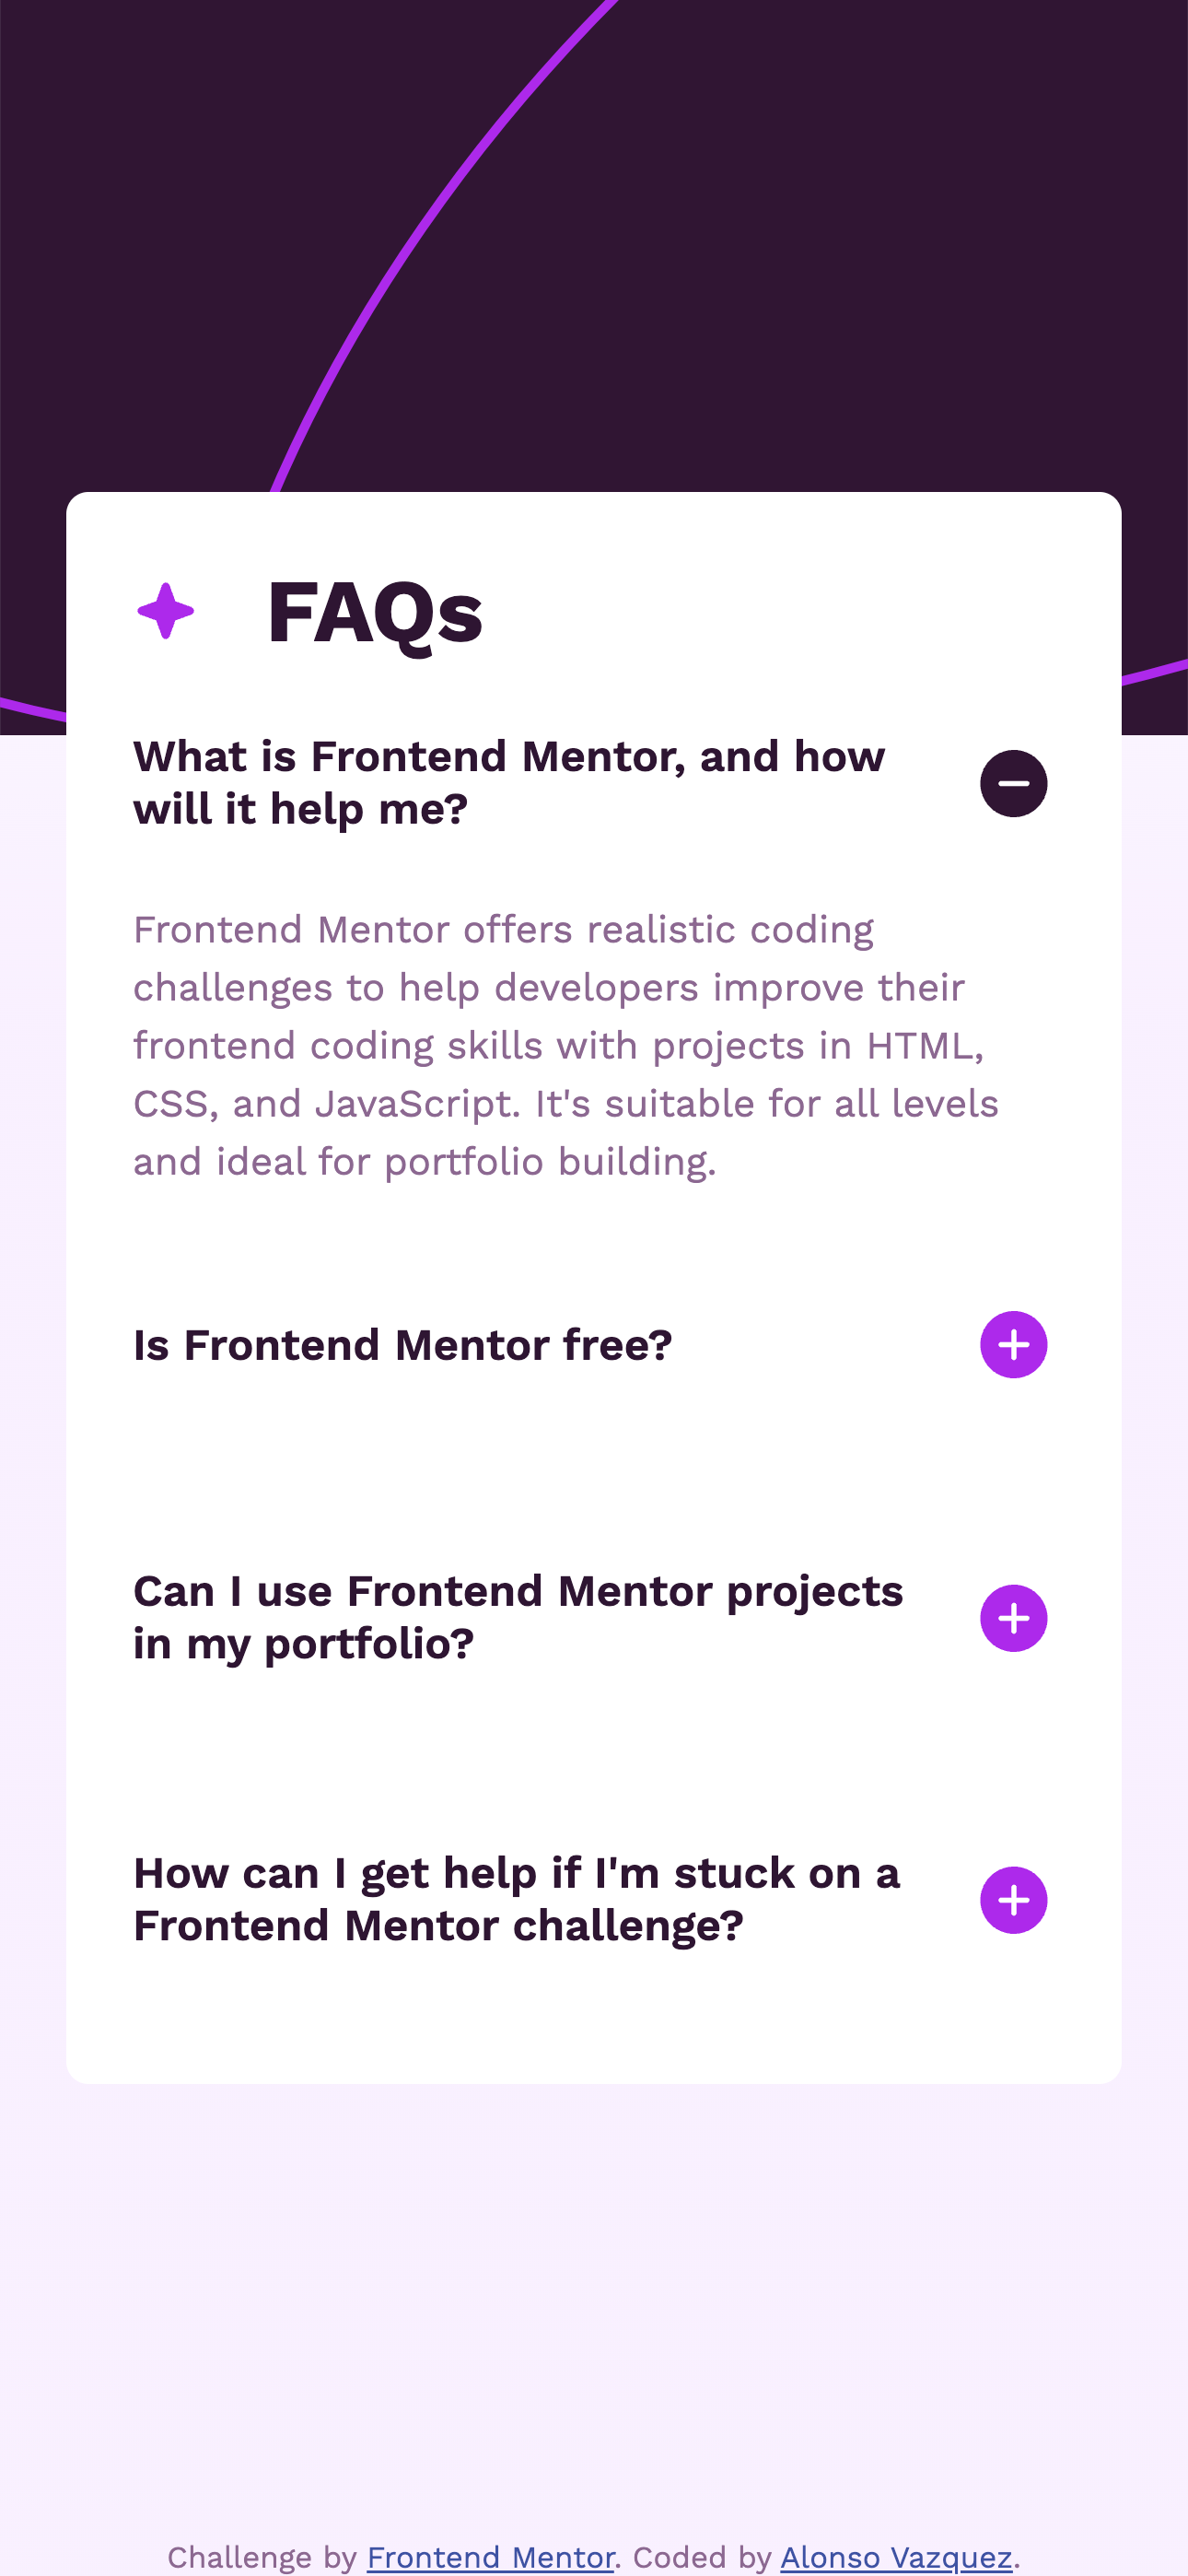 FAQs
What is Frontend Mentor, and how
will it help me?
Frontend Mentor offers realistic coding
challenges to help developers improve their
frontend coding skills with projects in HTML,
CSS, and JavaScript. It's suitable for all levels
and ideal for portfolio building.
Is Frontend Mentor free?
Can I use Frontend Mentor projects
in my portfolio?
How can I get help if I'm stuck on a
Frontend Mentor challenge?
Challenge by Frontend Mentor. Coded by Alonso Vazquez.